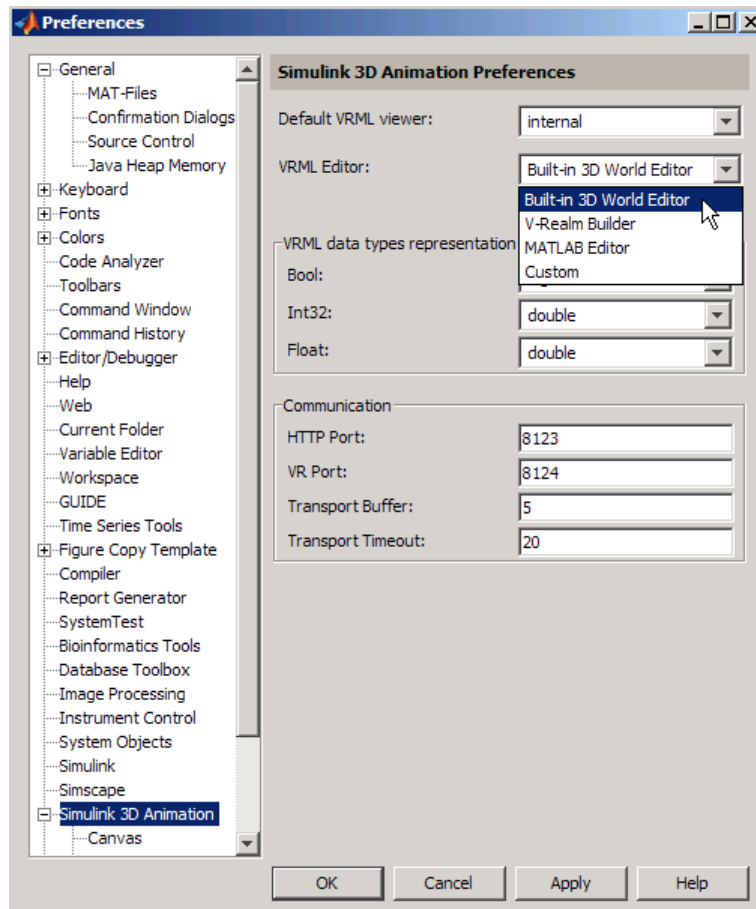 Preferences
General
MAT-Files
Confirmation Dialogs
Source Control
Java Heap Memory
Keyboard
Fonts
Colors
Code Analyzer
Toolbars
Command Window
Command History
Editor/Debugger
Help
Web
Current Folder
Variable Editor
Workspace
GUIDE
Time Series Tools
Figure Copy Template
Compiler
Report Generator
SystemTest
Bioinformatics Tools
Database Toolbox
Image Processing
Instrument Control
System Objects
Simulink
Simscape
Simulink 3D Animation
Canvas
Simulink 3D Animation Preferences
Default VRML viewer: internal
VRML Editor: Built-in 3D World Editor
Built-in 3D World Editor
V-Realm Builder
MATLAB Editor
Custom
VRML data types representation
Bool:
Int32: double
Float: double
Communication
HTTP Port: 8123
VR Port: 8124
Transport Buffer: 5
Transport Timeout: 20
OK Cancel Apply Help